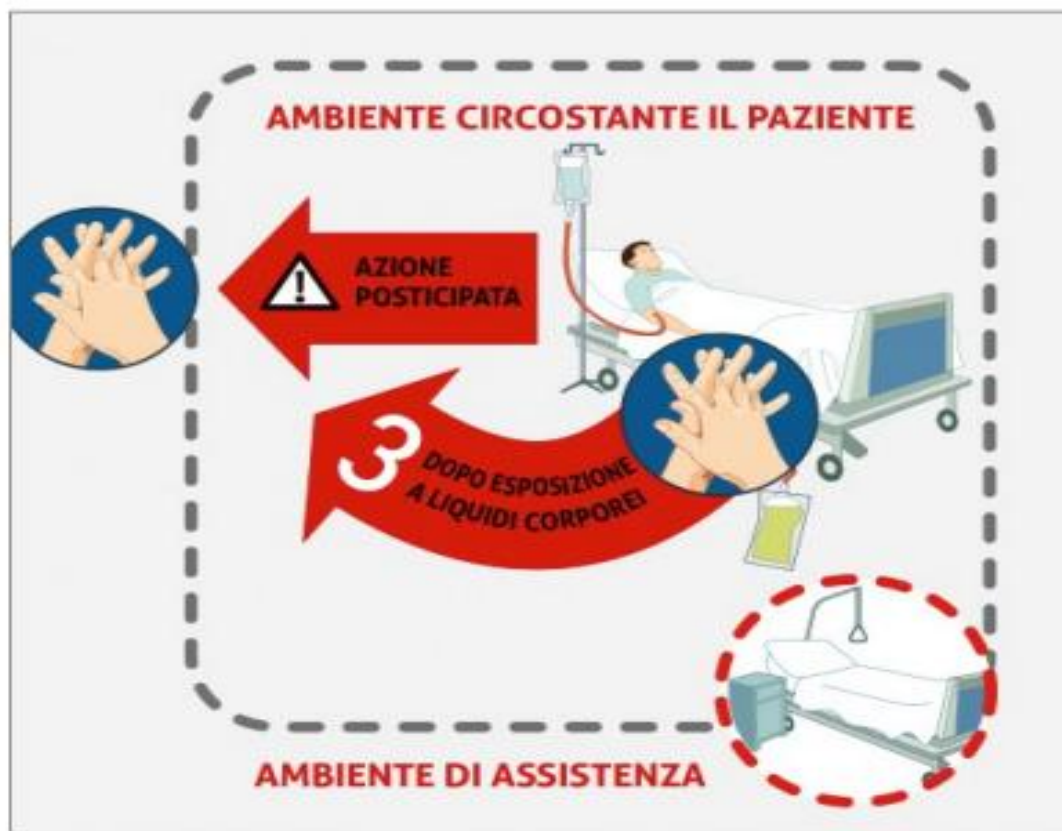 AMBIENTE CIRCOSTANTE IL PAZIENTE
!
AZIONE
POSTICIPATA
3
DOPO ESPOSIZIONE
A LIQUIDI CORPOREI
AMBIENTE DI ASSISTENZA